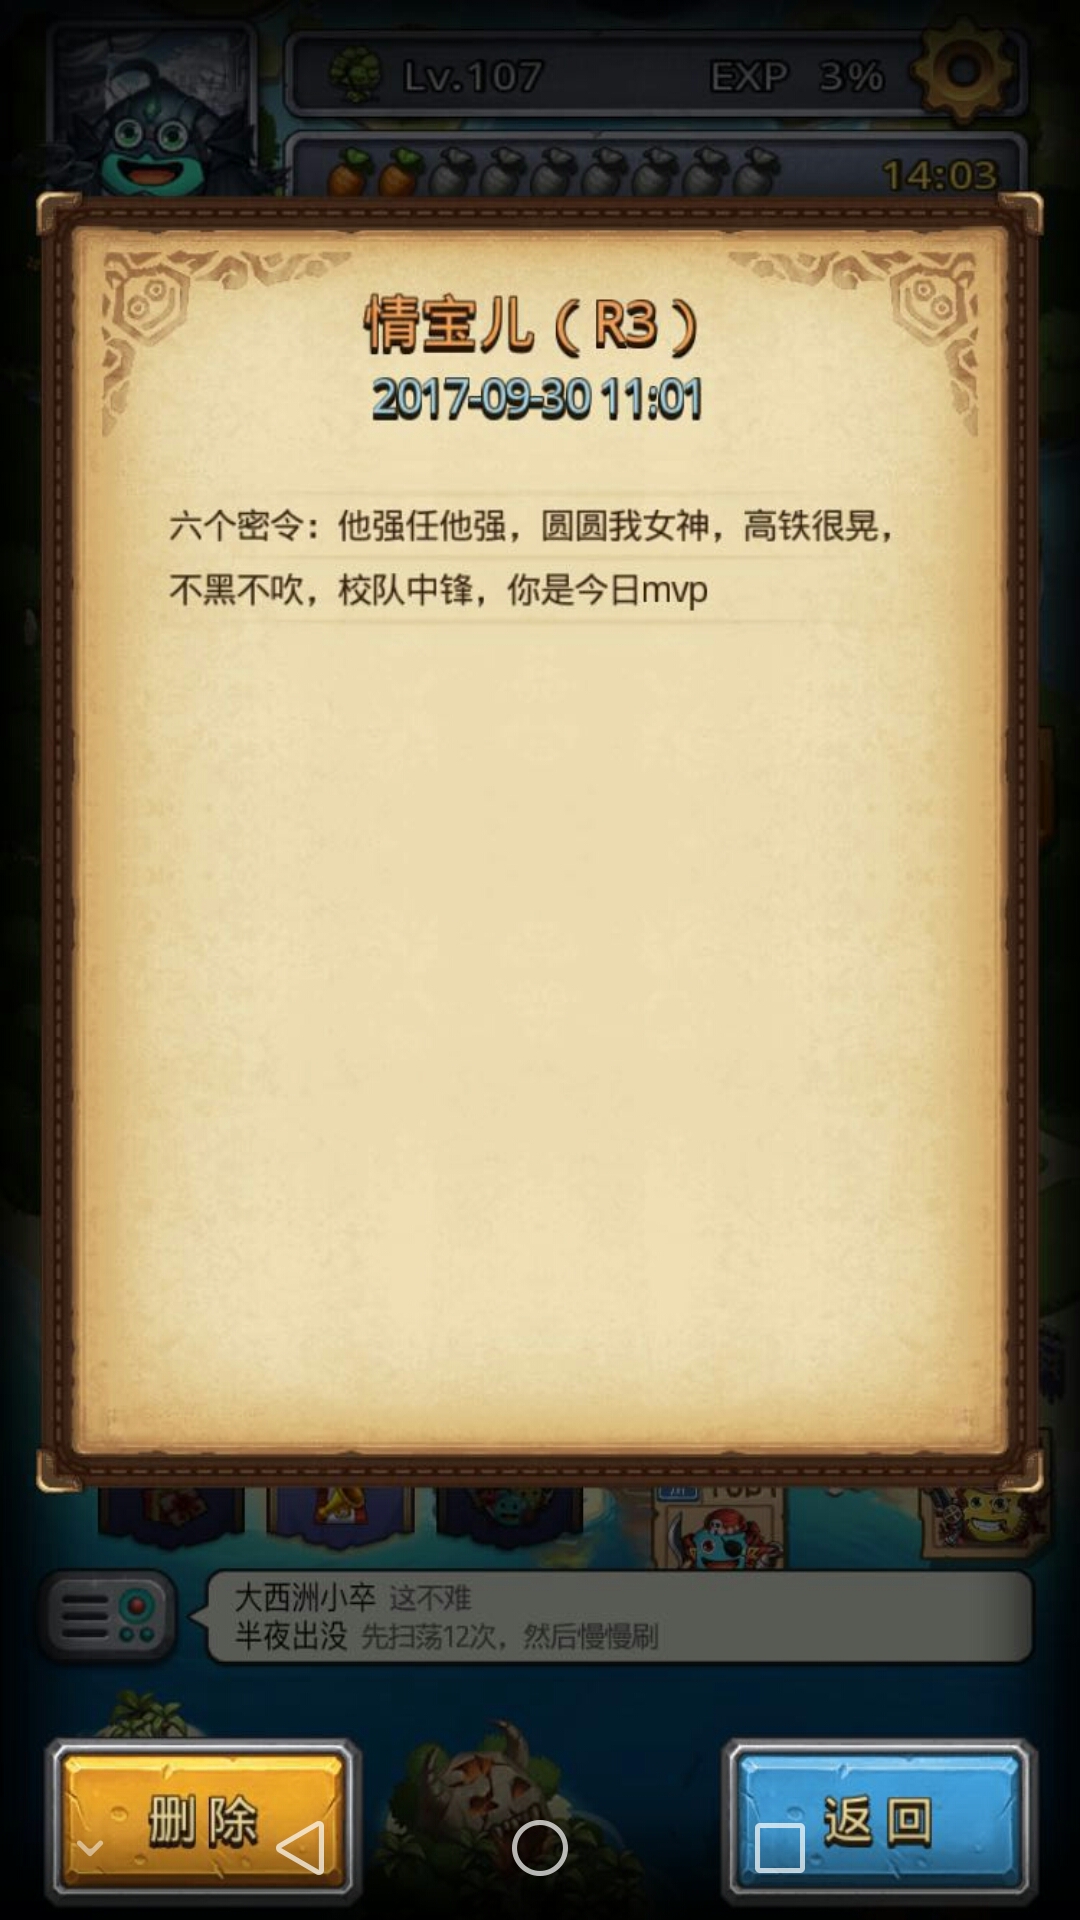 Lv.107 EXP 3%
14:03
情宝儿（R3）
2017-09-30 11:01
六个密令：他强任他强，圆圆我女神，高铁很晃，
不黑不吹，校队中锋，你是今日mvp
大西洲小卒 这不难
半夜出没 先扫荡12次，然后慢慢刷
删除 返回